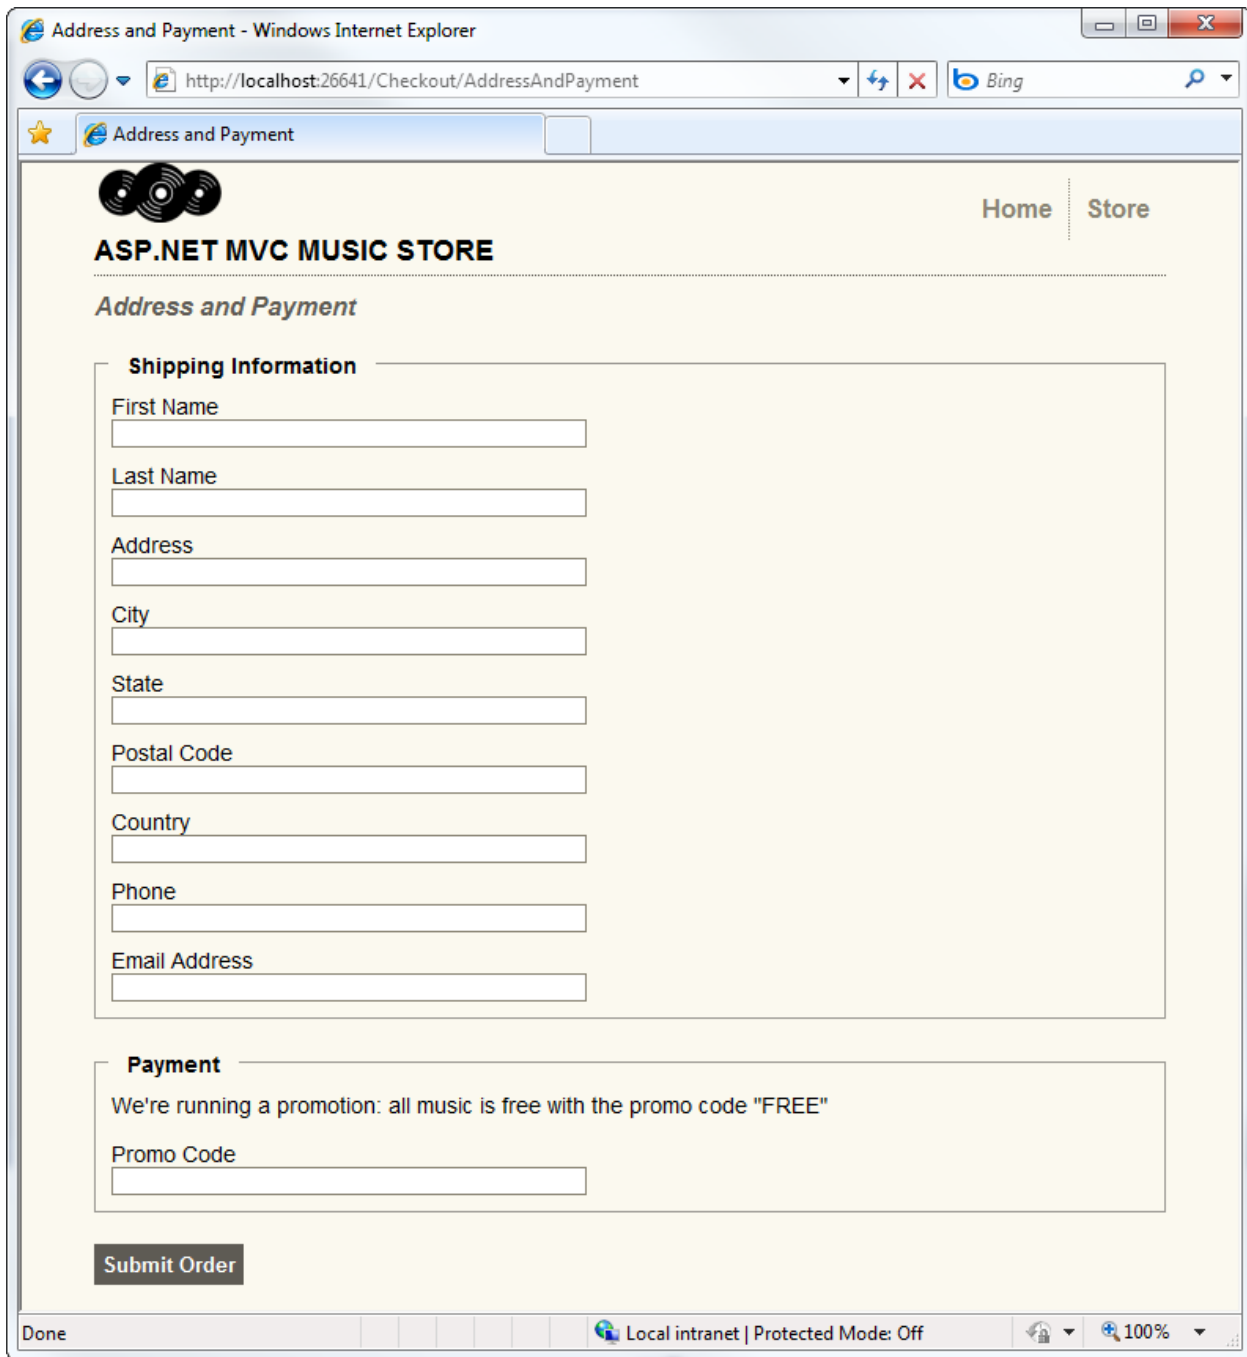 Address and Payment - Windows Internet Explorer
http://localhost:26641/Checkout/AddressAndPayment
Bing
Address and Payment
Home
Store
ASP.NET MVC MUSIC STORE
Address and Payment
Shipping Information
First Name
Last Name
Address
City
State
Postal Code
Country
Phone
Email Address
Payment
We're running a promotion: all music is free with the promo code "FREE"
Promo Code
Submit Order
Done
Local intranet | Protected Mode: Off
100%